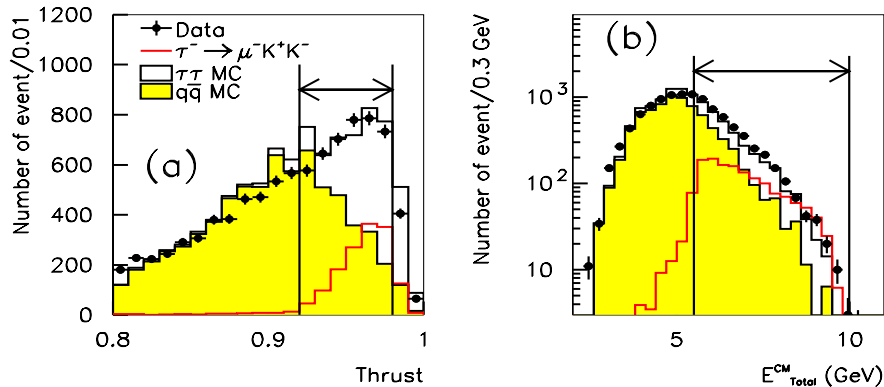 Number of event/0.01
1200
1000
800
600
400
200
0
Data
τ⁻ → μ⁻K⁺K⁻
ττ MC
qq̅ MC
(a)
0.8
0.9
1
Thrust
Number of event/0.3 GeV
10³
10²
10
(b)
5
10
E^CM_Total (GeV)